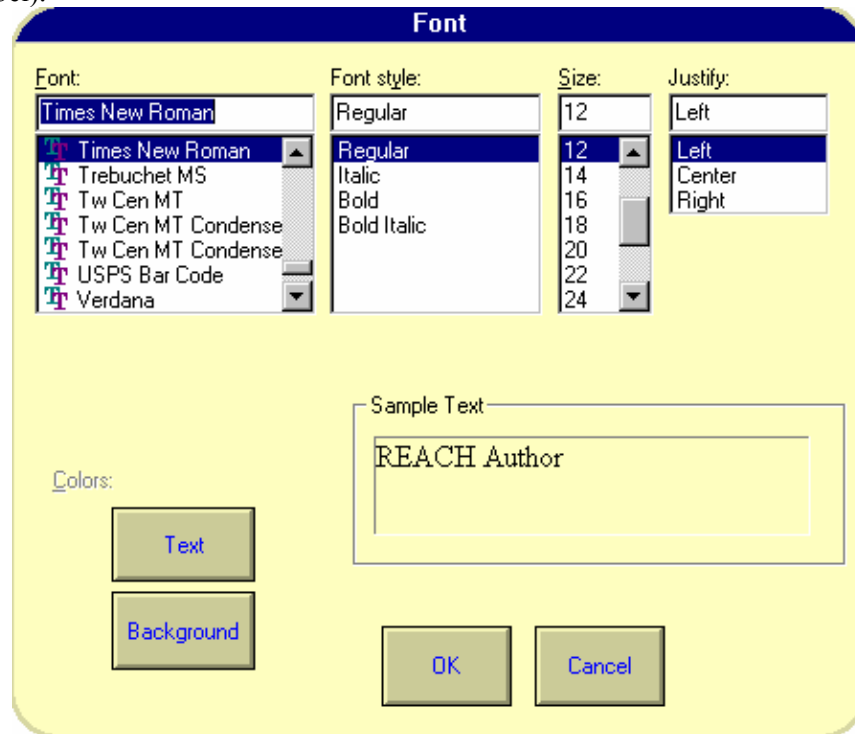 Font
Font: Font style: Size: Justify:
Times New Roman Regular 12 Left
Times New Roman Regular 12 Left
Trebuchet MS Italic 14 Center
Tw Cen MT Bold 16 Right
Tw Cen MT Condense Bold Italic 18
Tw Cen MT Condense 20
USPS Bar Code 22
Verdana 24
Sample Text
REACH Author
Colors:
Text
Background
OK Cancel